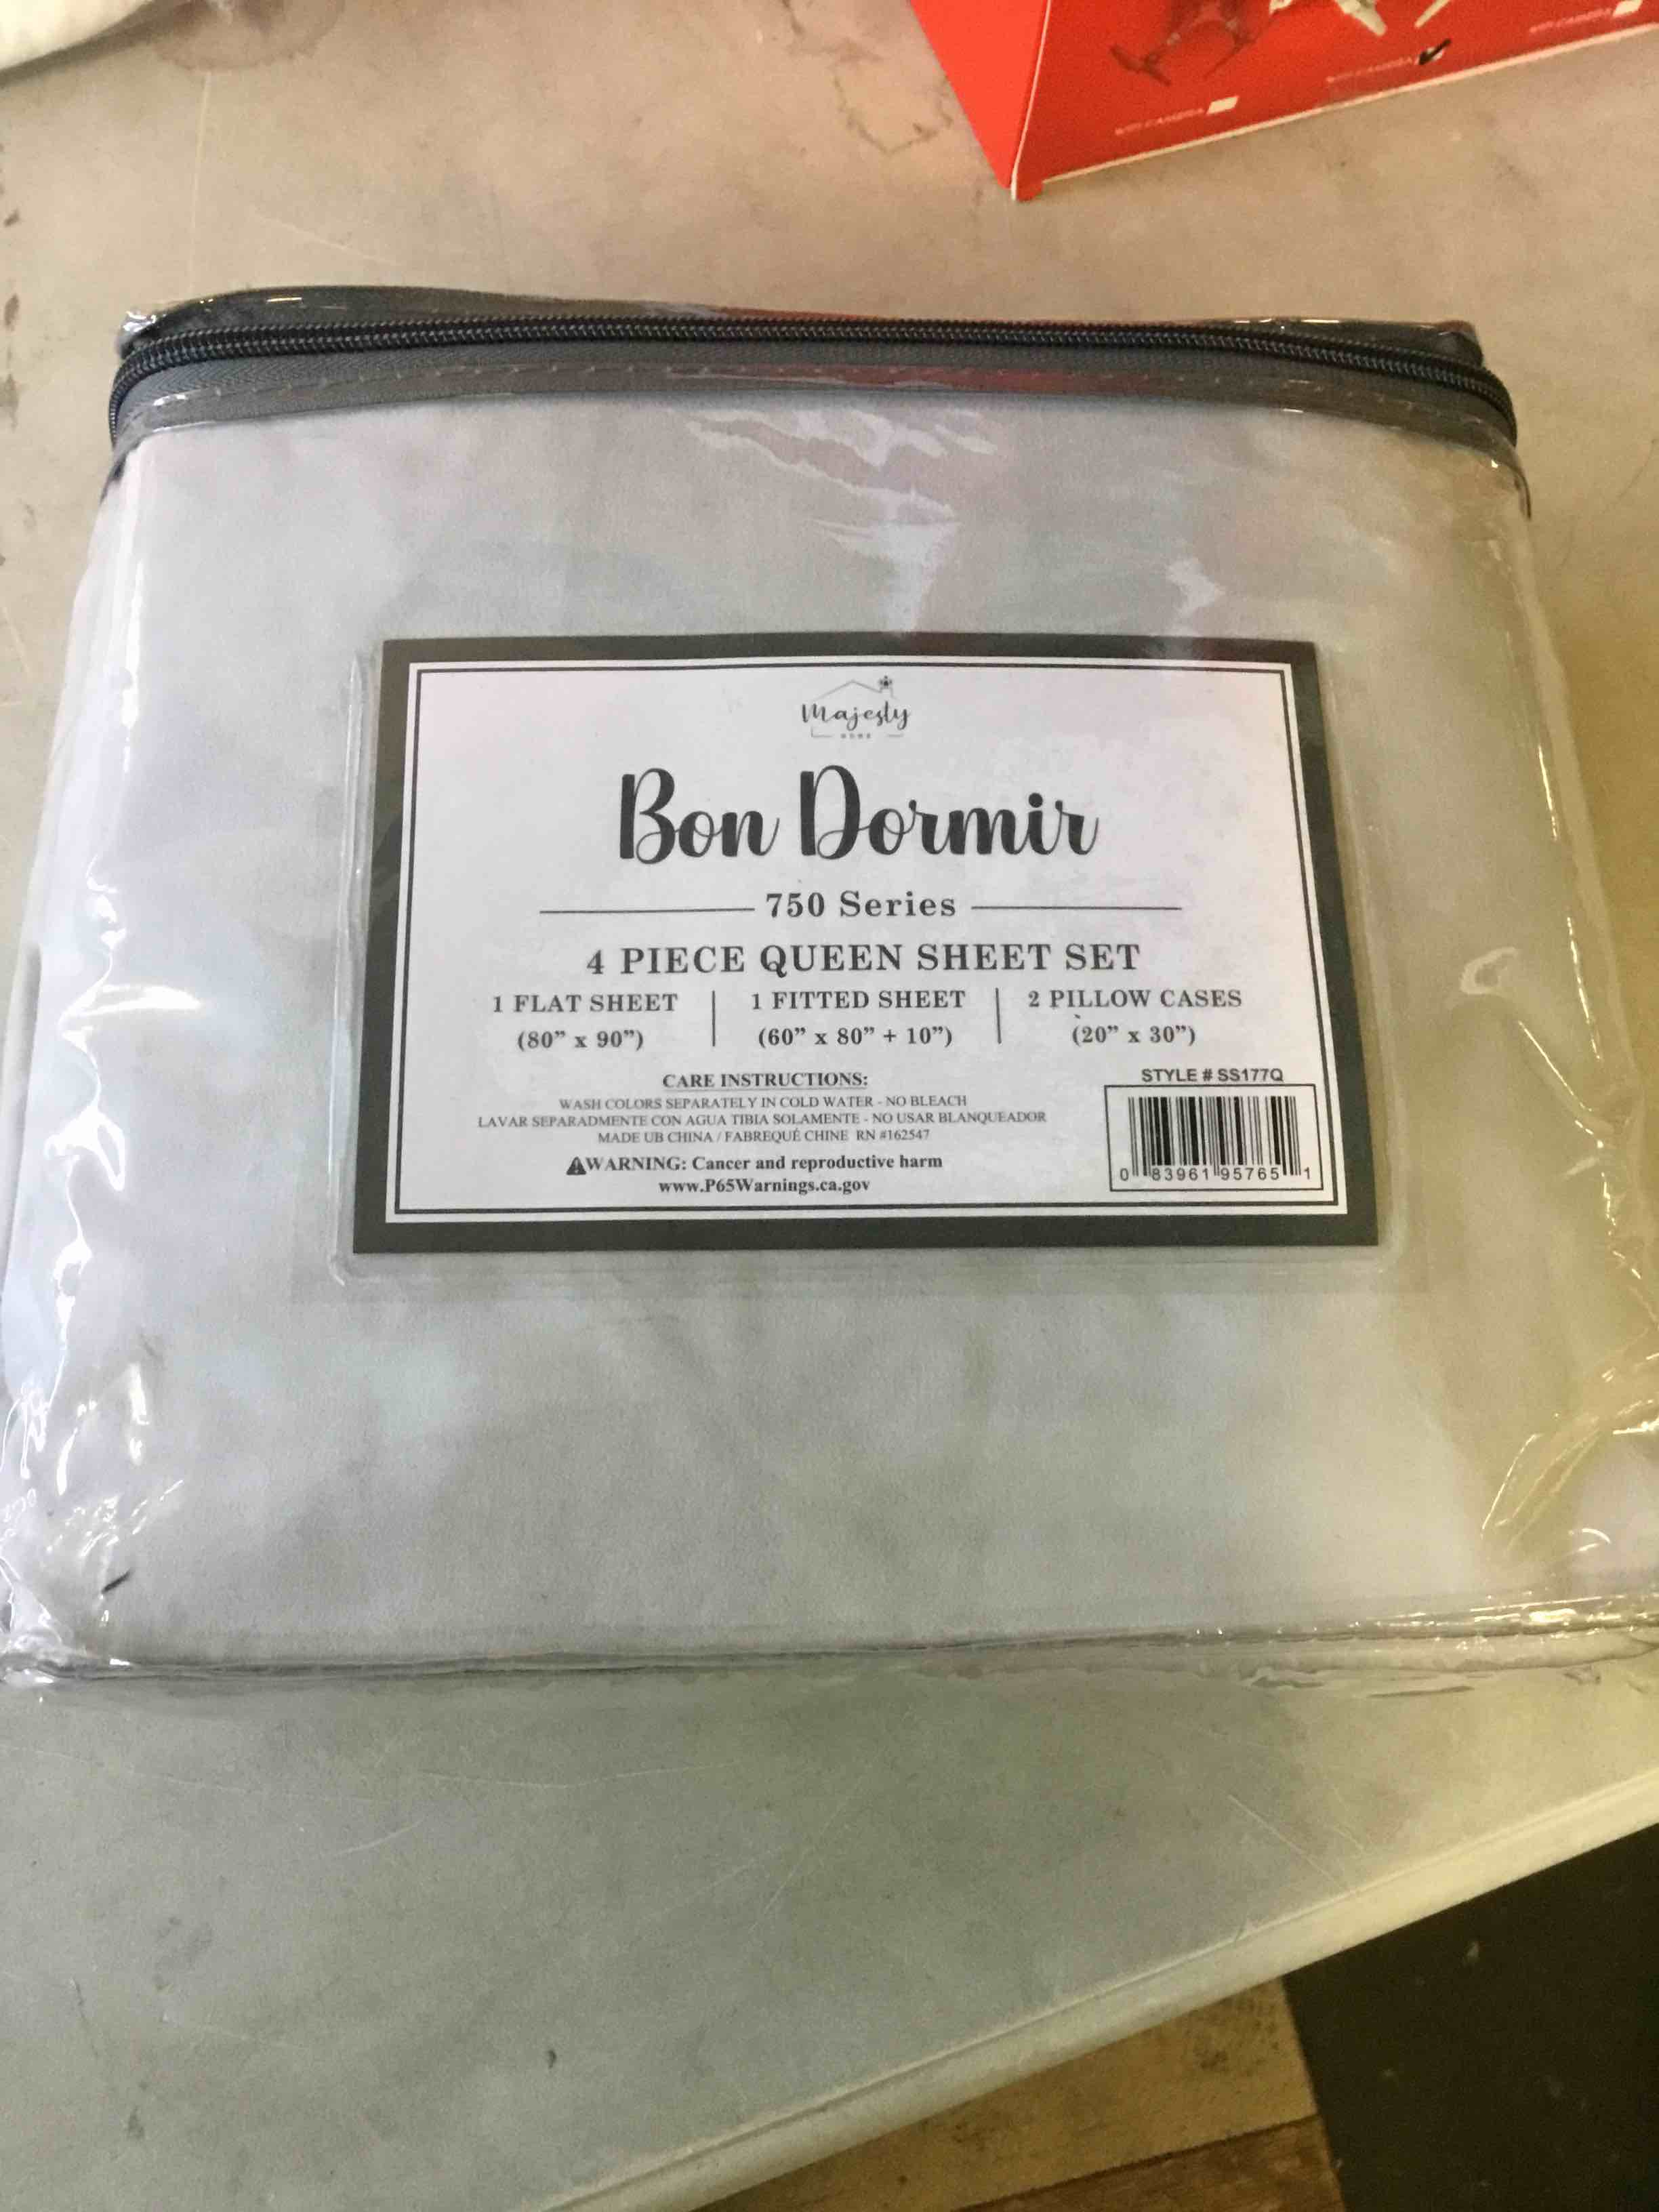 WITH CAMERA
Majesty
HOME
Bon Dormir
750 Series
4 PIECE QUEEN SHEET SET
1 FLAT SHEET
(80” x 90”)
1 FITTED SHEET
(60” x 80” + 10”)
2 PILLOW CASES
(20” x 30”)
CARE INSTRUCTIONS:
WASH COLORS SEPARATELY IN COLD WATER - NO BLEACH
LAVAR SEPARADMENTE CON AGUA TIBIA SOLAMENTE - NO USAR BLANQUEADOR
MADE UB CHINA / FABREQUÉ CHINE RN #162547
WARNING: Cancer and reproductive harm
www.P65Warnings.ca.gov
STYLE # SS177Q
0 83961 95765 1